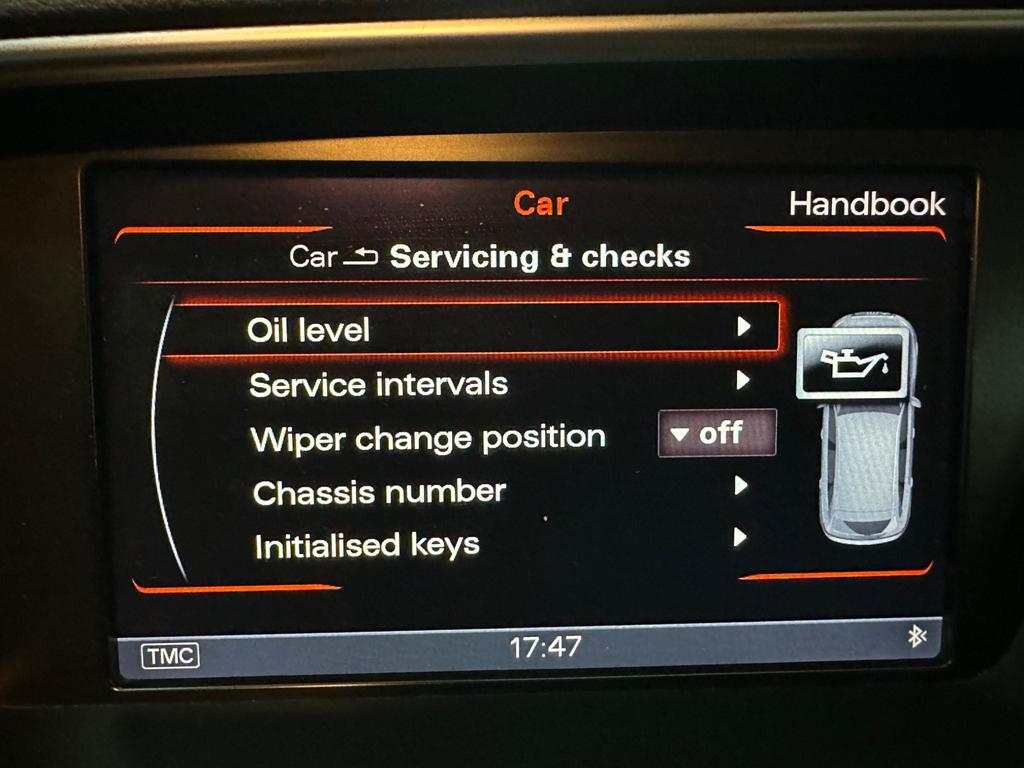 Car
Handbook
Car Servicing & checks
Oil level
Service intervals
Wiper change position off
Chassis number
Initialised keys
TMC
17:47